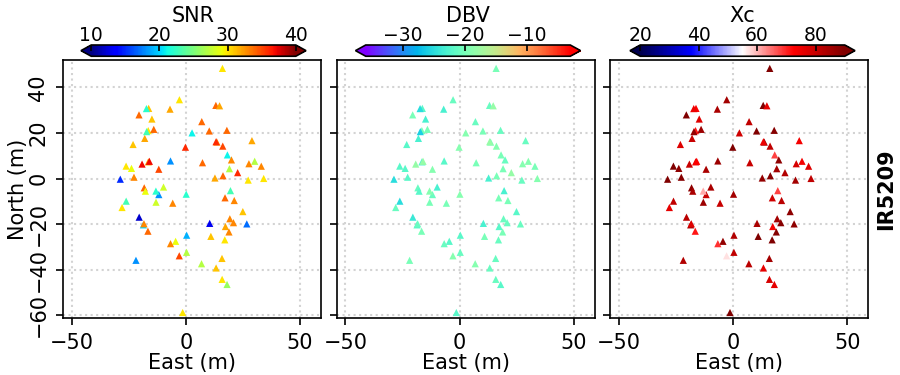 SNR DBV Xc
10 20 30 40 −30 −20 −10 20 40 60 80
North (m)
40
20
0
−20
−40
−60
−50 0 50 −50 0 50 −50 0 50
East (m) East (m) East (m)
IR5209